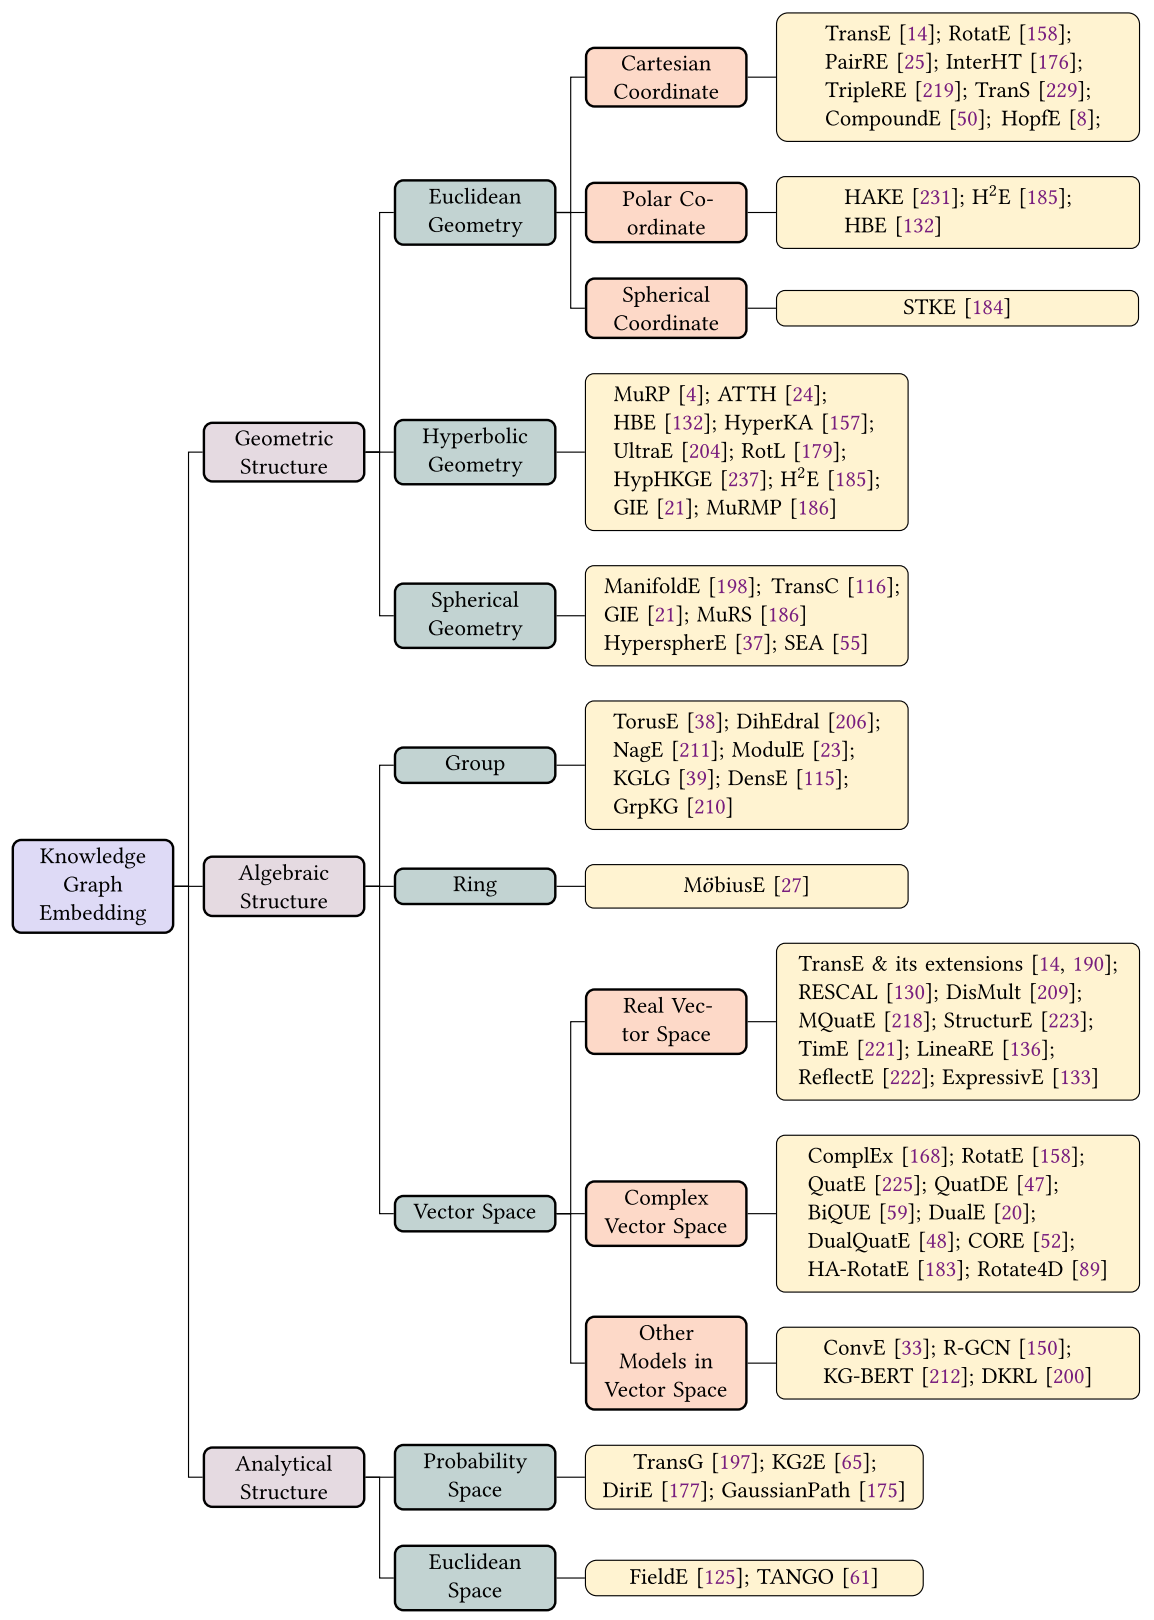 Cartesian
Coordinate
TransE [14]; RotatE [158];
PairRE [25]; InterHT [176];
TripleRE [219]; TranS [229];
CompoundE [50]; HopfE [8];
Euclidean
Geometry
Polar Co-
ordinate
HAKE [231]; H²E [185];
HBE [132]
Spherical
Coordinate
STKE [184]
Geometric
Structure
Hyperbolic
Geometry
MuRP [4]; ATTH [24];
HBE [132]; HyperKA [157];
UltraE [204]; RotL [179];
HypHKGE [237]; H²E [185];
GIE [21]; MuRMP [186]
Spherical
Geometry
ManifoldE [198]; TransC [116];
GIE [21]; MuRS [186]
HypersphereE [37]; SEA [55]
Group
TorusE [38]; DihEdral [206];
NagE [211]; ModulE [23];
KGLG [39]; DensE [115];
GrpKG [210]
Knowledge
Graph
Embedding
Algebraic
Structure
Ring
MöbiusE [27]
Real Vec-
tor Space
TransE & its extensions [14, 190];
RESCAL [130]; DisMult [209];
MQuatE [218]; StructurE [223];
TimE [221]; LineaRE [136];
ReflectE [222]; ExpressivE [133]
Vector Space
Complex
Vector Space
ComplEx [168]; RotatE [158];
QuatE [225]; QuatDE [47];
BiQUE [59]; DualE [20];
DualQuatE [48]; CORE [52];
HA-RotatE [183]; Rotate4D [89]
Other
Models in
Vector Space
ConvE [33]; R-GCN [150];
KG-BERT [212]; DKRL [200]
Analytical
Structure
Probability
Space
TransG [197]; KG2E [65];
DiriE [177]; GaussianPath [175]
Euclidean
Space
FieldE [125]; TANGO [61]